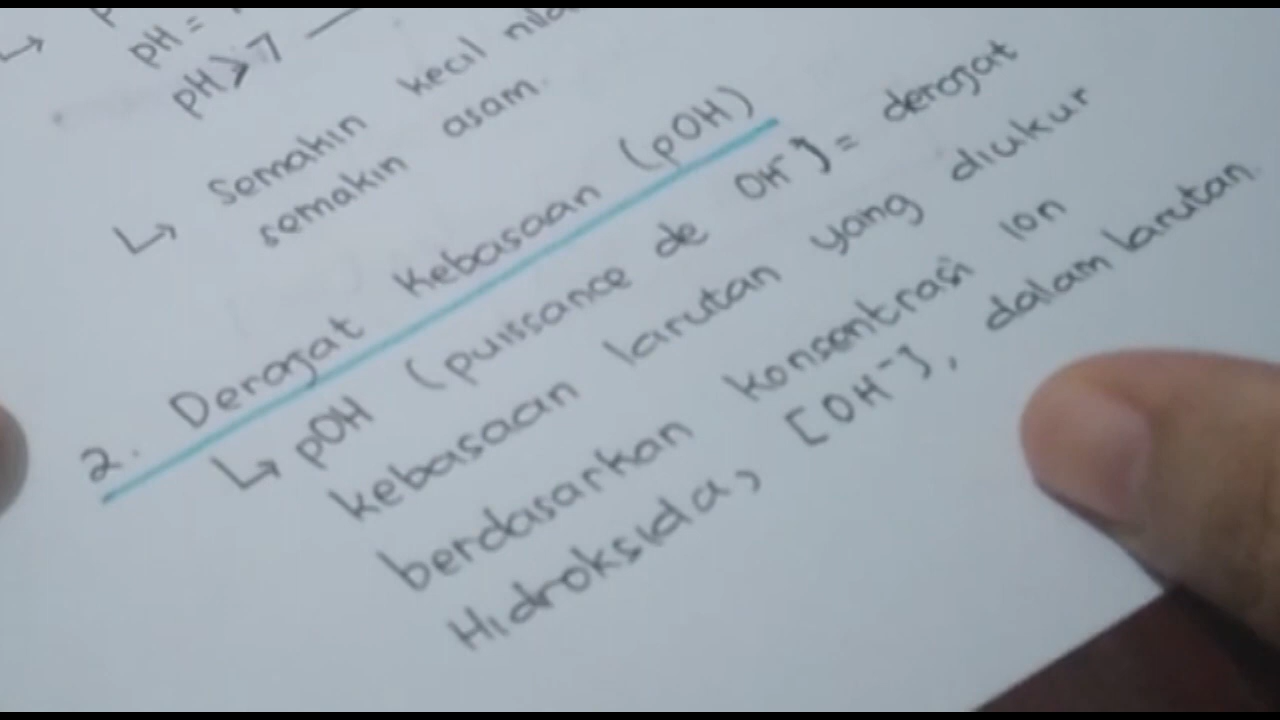 pH =
pH > 7
↳ Semakin kecil
semakin asam.
2. Derajat Kebasaan (pOH)
↳ pOH (puissance de OH⁻) = derajat
kebasaan larutan yang diukur
berdasarkan konsentrasi ion
Hidroksida, [OH⁻], dalam larutan.